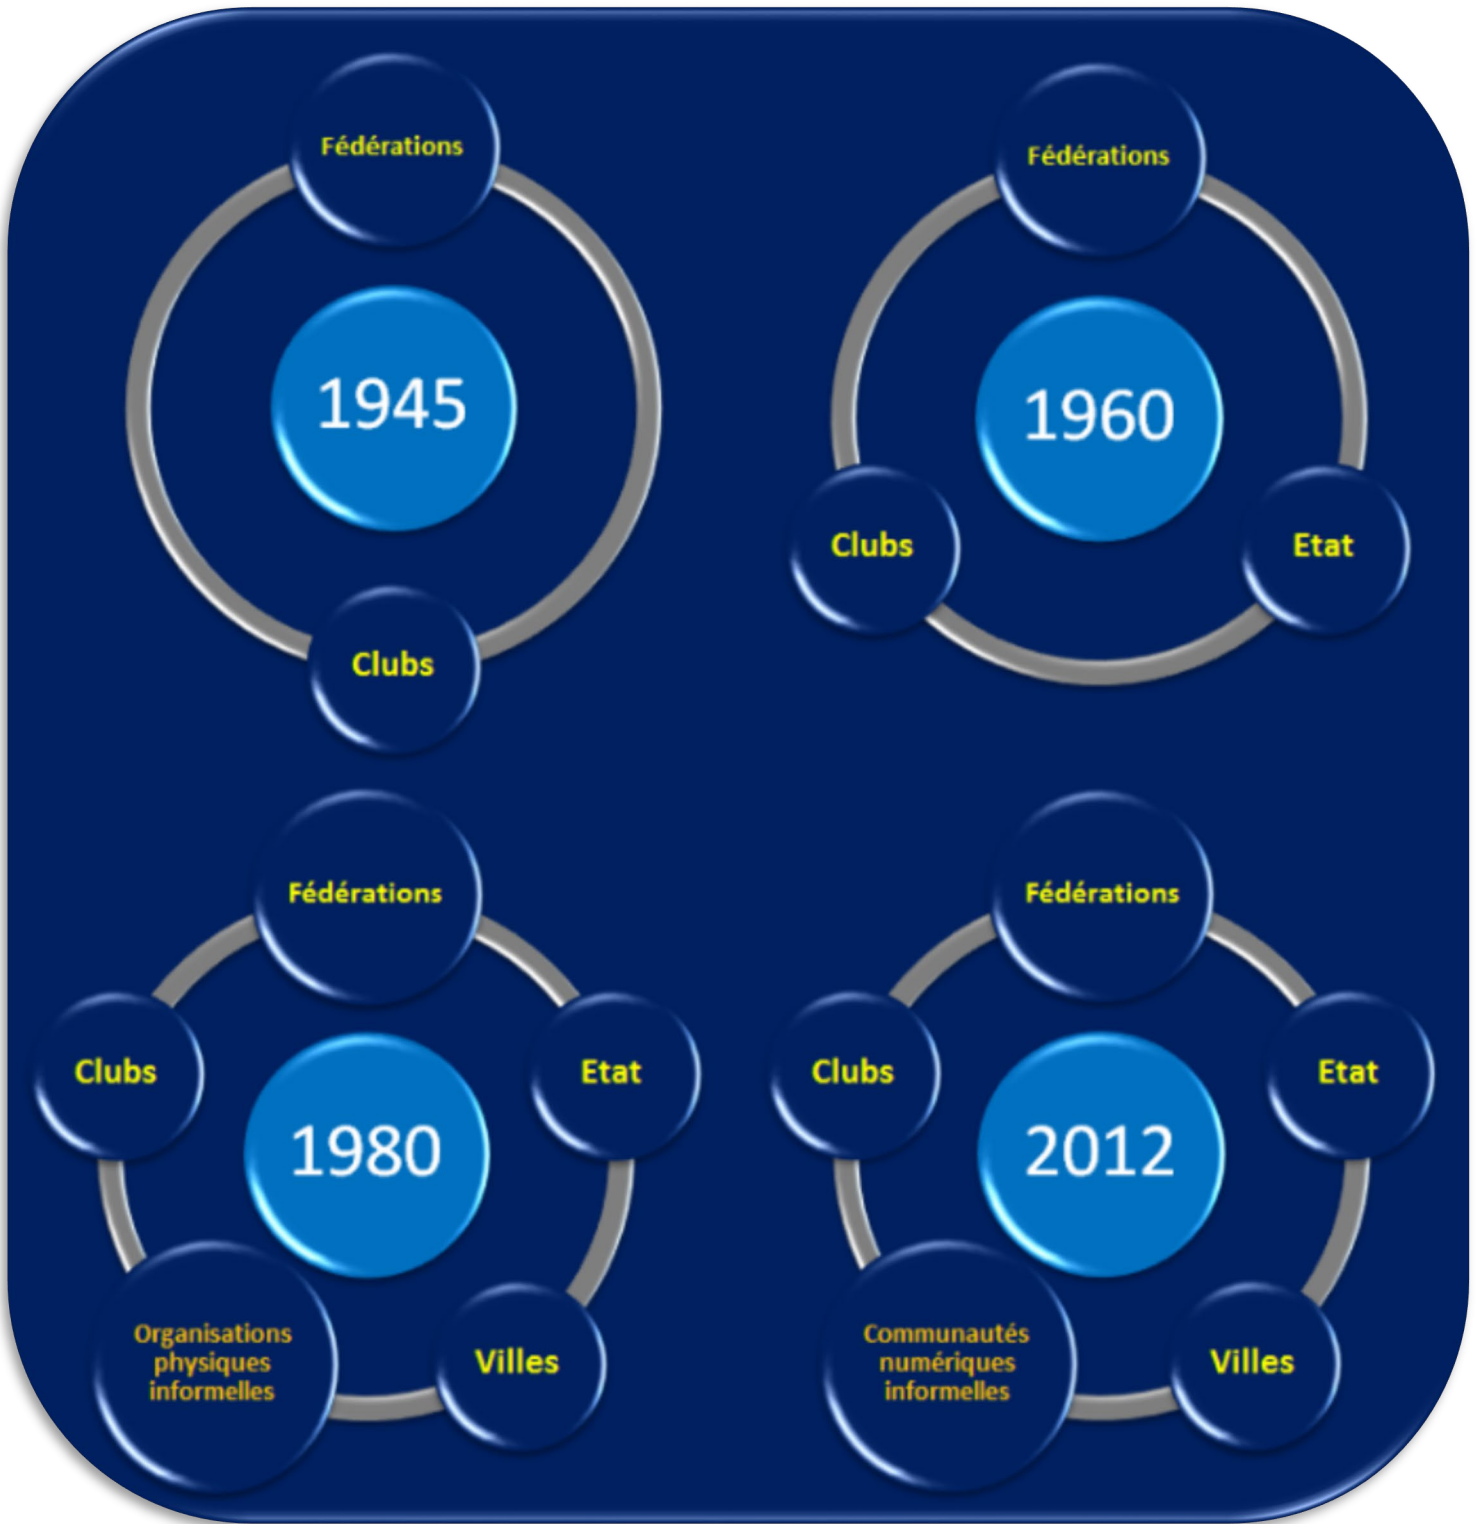 Fédérations
1945
Clubs
Fédérations
1960
Clubs
Etat
Fédérations
Clubs
Etat
1980
Organisations
physiques
informelles
Villes
Fédérations
Clubs
Etat
2012
Communautés
numériques
informelles
Villes